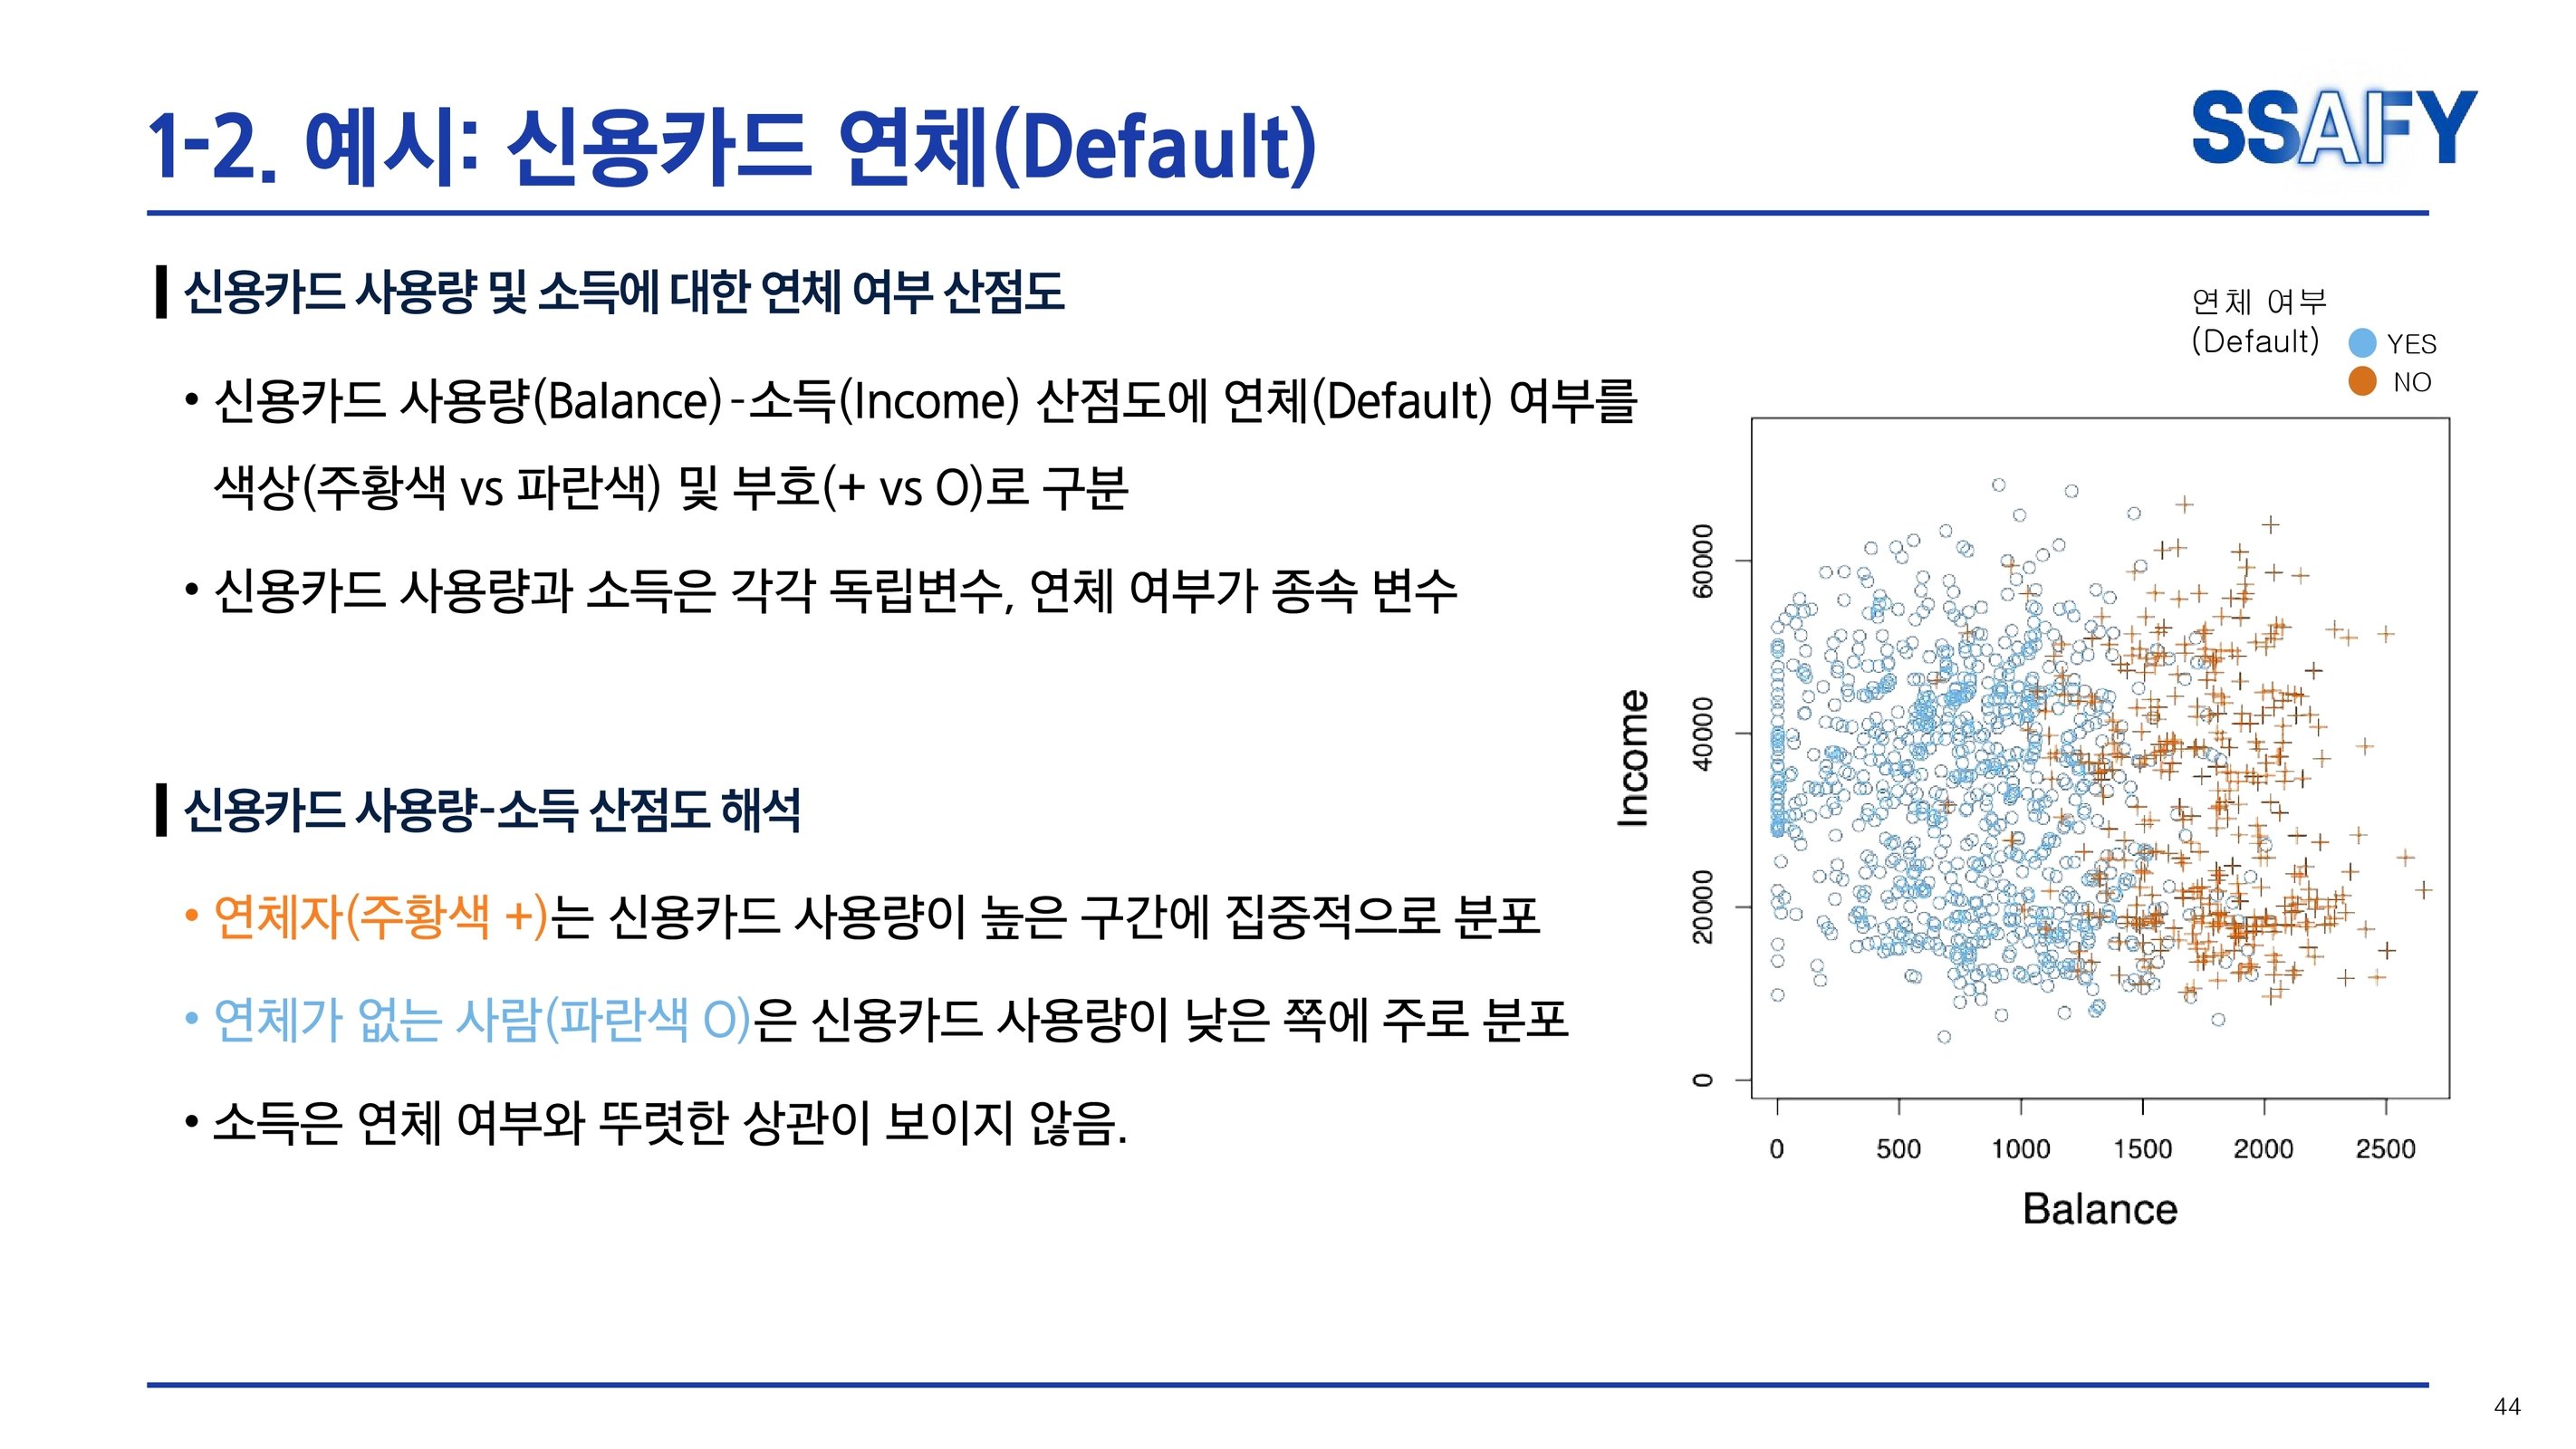 1-2. 예시: 신용카드 연체(Default)
SSAFY
신용카드 사용량 및 소득에 대한 연체 여부 산점도
• 신용카드 사용량(Balance)-소득(Income) 산점도에 연체(Default) 여부를
색상(주황색 vs 파란색) 및 부호(+ vs O)로 구분
• 신용카드 사용량과 소득은 각각 독립변수, 연체 여부가 종속 변수
신용카드 사용량-소득 산점도 해석
• 연체자(주황색 +)는 신용카드 사용량이 높은 구간에 집중적으로 분포
• 연체가 없는 사람(파란색 O)은 신용카드 사용량이 낮은 쪽에 주로 분포
• 소득은 연체 여부와 뚜렷한 상관이 보이지 않음.
연체 여부
(Default)
YES
NO
Income
60000
40000
20000
0
0 500 1000 1500 2000 2500
Balance
44